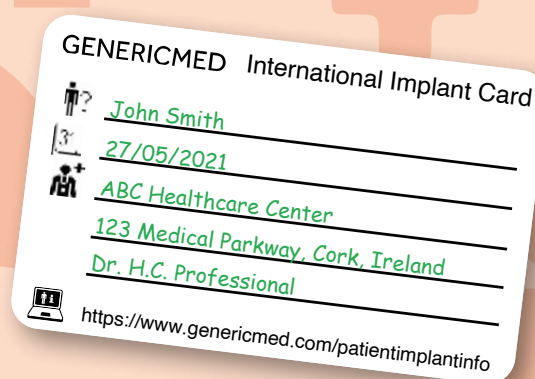 GENERICMED International Implant Card
? John Smith
31 27/05/2021
ABC Healthcare Center
123 Medical Parkway, Cork, Ireland
Dr. H.C. Professional
https://www.genericmed.com/patientimplantinfo